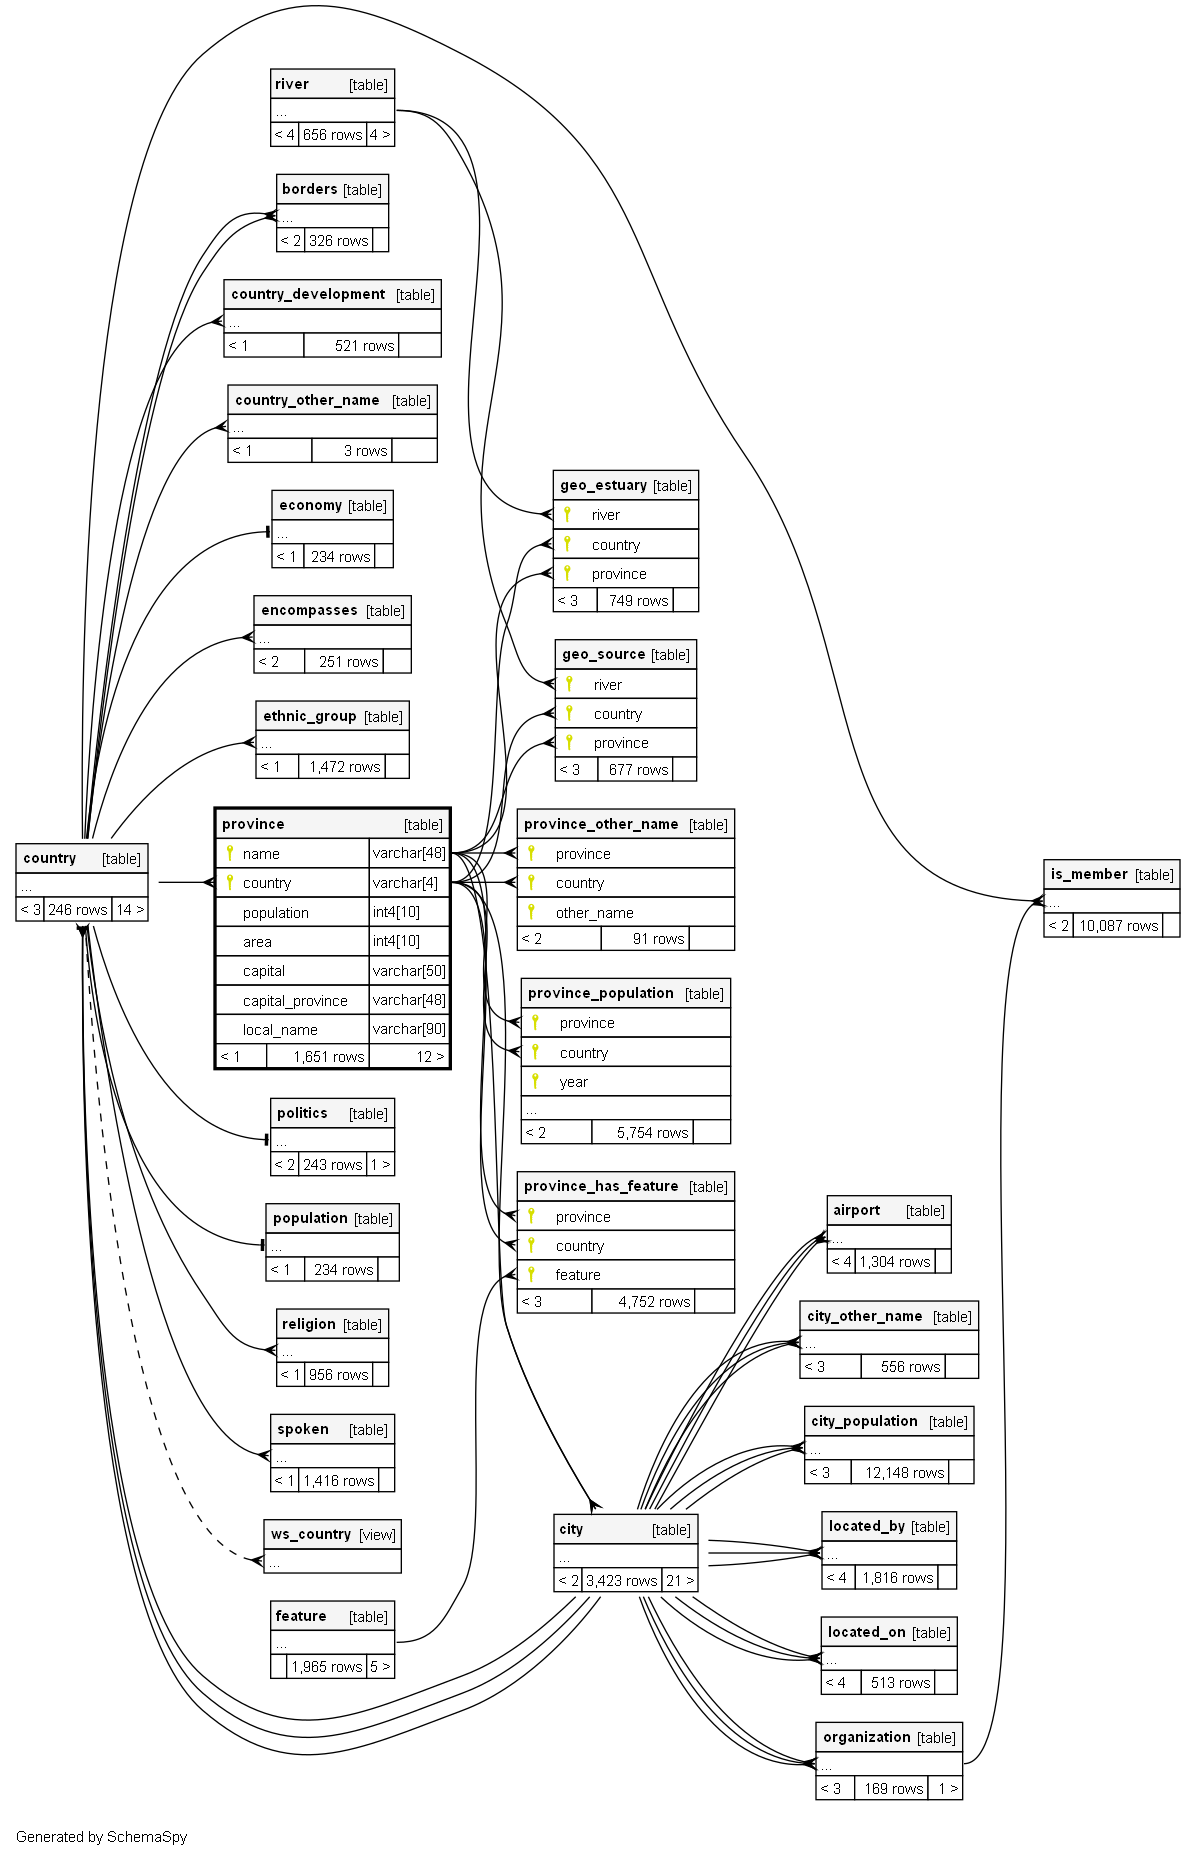 river [table]
...
< 4 656 rows 4 >
borders [table]
...
< 2 326 rows
country_development [table]
...
< 1 521 rows
country_other_name [table]
...
< 1 3 rows
economy [table]
...
< 1 234 rows
encompasses [table]
...
< 2 251 rows
ethnic_group [table]
...
< 1 1,472 rows
country [table]
...
< 3 246 rows 14 >
province [table]
name varchar[48]
country varchar[4]
population int4[10]
area int4[10]
capital varchar[50]
capital_province varchar[48]
local_name varchar[90]
< 1 1,651 rows 12 >
politics [table]
...
< 2 243 rows 1 >
population [table]
...
< 1 234 rows
religion [table]
...
< 1 956 rows
spoken [table]
...
< 1 1,416 rows
ws_country [view]
...
feature [table]
...
1,965 rows 5 >
geo_estuary [table]
river
country
province
< 3 749 rows
geo_source [table]
river
country
province
< 3 677 rows
province_other_name [table]
province
country
other_name
< 2 91 rows
province_population [table]
province
country
year
...
< 2 5,754 rows
province_has_feature [table]
province
country
feature
< 3 4,752 rows
city [table]
...
< 2 3,423 rows 21 >
airport [table]
...
< 4 1,304 rows
city_other_name [table]
...
< 3 556 rows
city_population [table]
...
< 3 12,148 rows
located_by [table]
...
< 4 1,816 rows
located_on [table]
...
< 4 513 rows
organization [table]
...
< 3 169 rows 1 >
is_member [table]
...
< 2 10,087 rows
Generated by SchemaSpy